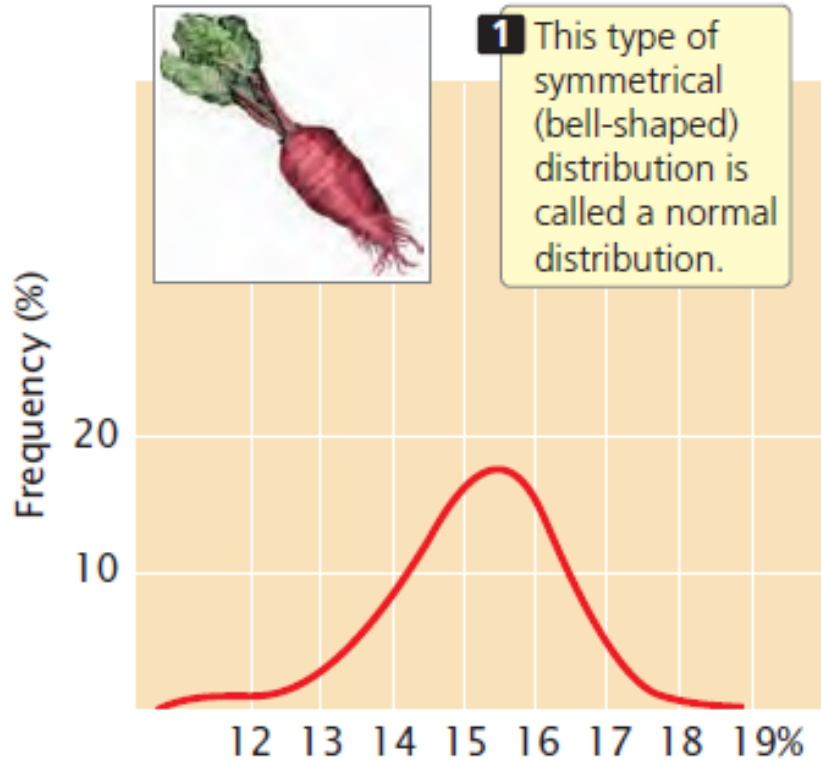 1 This type of
symmetrical
(bell-shaped)
distribution is
called a normal
distribution.
Frequency (%)
20
10
12 13 14 15 16 17 18 19%